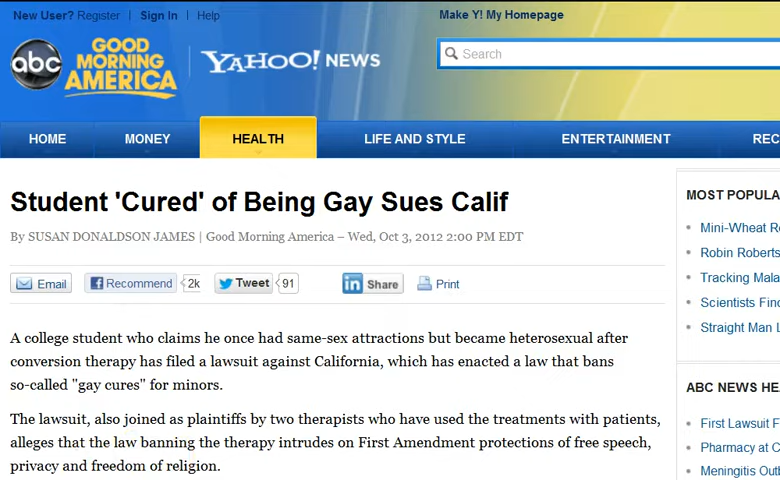 New User? Register | Sign In | Help Make Y! My Homepage
abc GOOD MORNING AMERICA YAHOO! NEWS Search
HOME MONEY HEALTH LIFE AND STYLE ENTERTAINMENT REC
Student 'Cured' of Being Gay Sues Calif
By SUSAN DONALDSON JAMES | Good Morning America – Wed, Oct 3, 2012 2:00 PM EDT
Email Recommend 2k Tweet 91 in Share Print
A college student who claims he once had same-sex attractions but became heterosexual after
conversion therapy has filed a lawsuit against California, which has enacted a law that bans
so-called "gay cures" for minors.
The lawsuit, also joined as plaintiffs by two therapists who have used the treatments with patients,
alleges that the law banning the therapy intrudes on First Amendment protections of free speech,
privacy and freedom of religion.
MOST POPULA
Mini-Wheat R
Robin Roberts
Tracking Mala
Scientists Find
Straight Man L
ABC NEWS HE
First Lawsuit F
Pharmacy at C
Meningitis Out